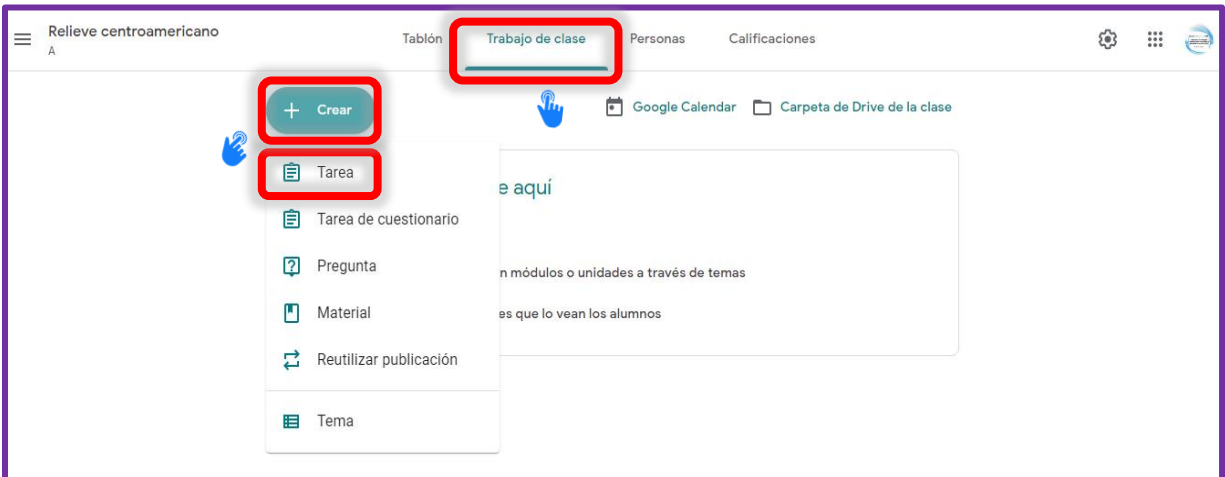 Relieve centroamericano
A
Tablón Trabajo de clase Personas Calificaciones
Crear
Google Calendar Carpeta de Drive de la clase
Tarea
e aquí
Tarea de cuestionario
Pregunta
n módulos o unidades a través de temas
Material
es que lo vean los alumnos
Reutilizar publicación
Tema